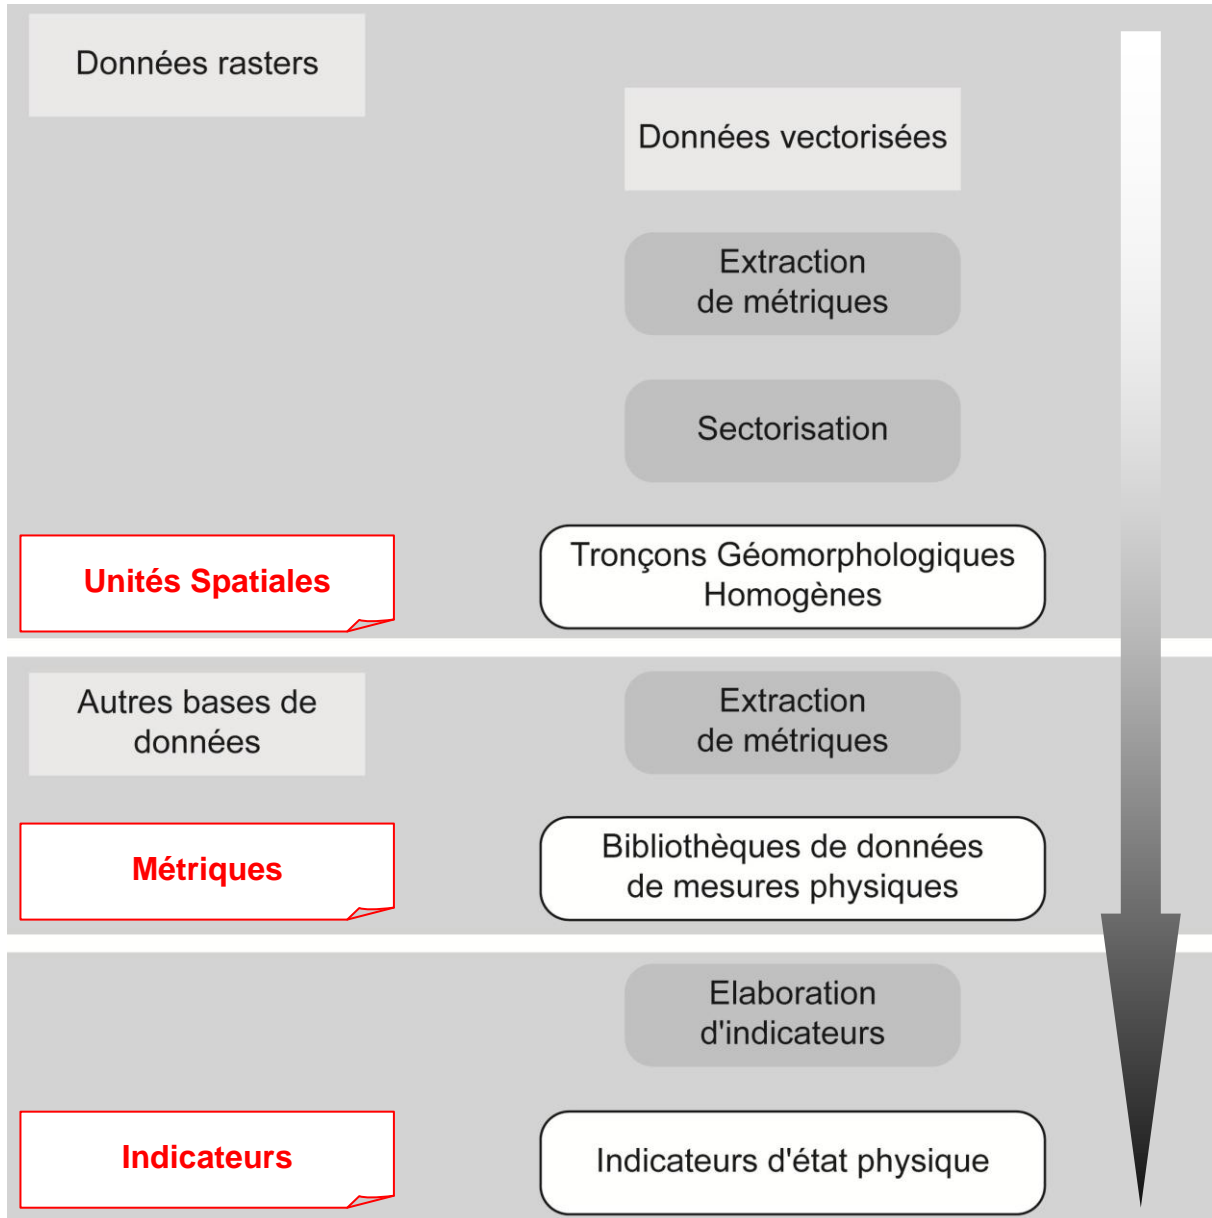 Données rasters
Données vectorisées
Extraction
de métriques
Sectorisation
Unités Spatiales
Tronçons Géomorphologiques
Homogènes
Autres bases de
données
Extraction
de métriques
Métriques
Bibliothèques de données
de mesures physiques
Elaboration
d'indicateurs
Indicateurs
Indicateurs d'état physique